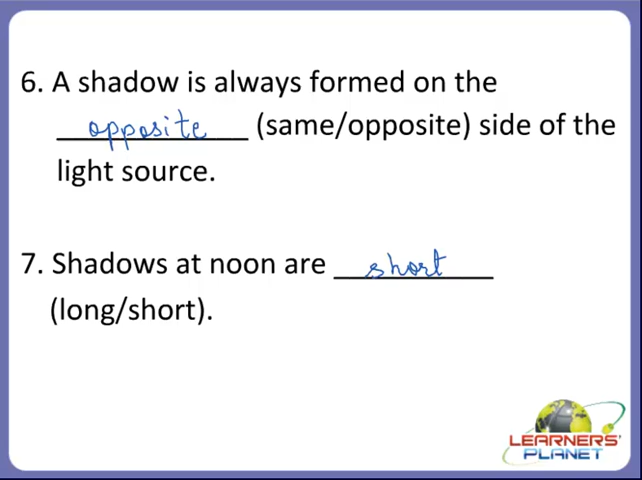 6. A shadow is always formed on the
opposite (same/opposite) side of the
light source.
7. Shadows at noon are short
(long/short).
LEARNERS'
PLANET